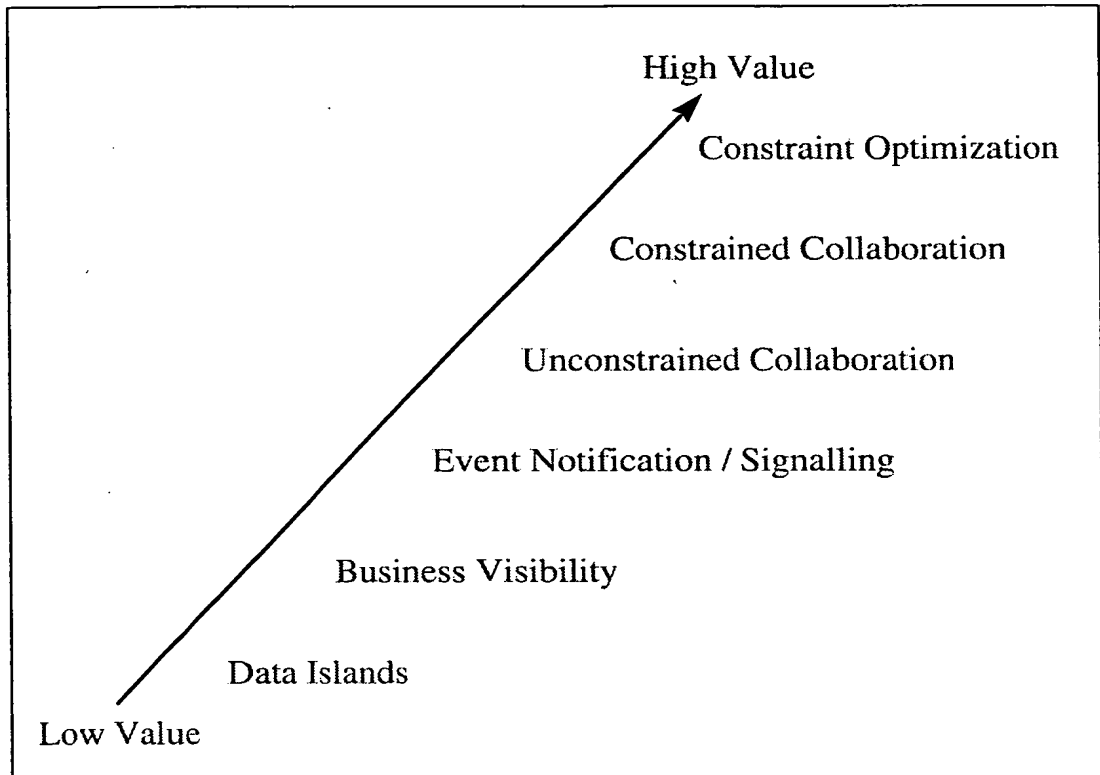 High Value
Constraint Optimization
Constrained Collaboration
Unconstrained Collaboration
Event Notification / Signalling
Business Visibility
Data Islands
Low Value